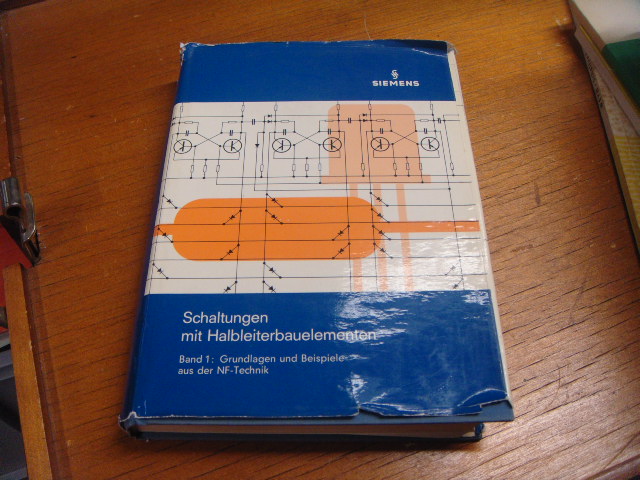 SIEMENS
Schaltungen
mit Halbleiterbauelementen
Band 1: Grundlagen und Beispiele
aus der NF-Technik